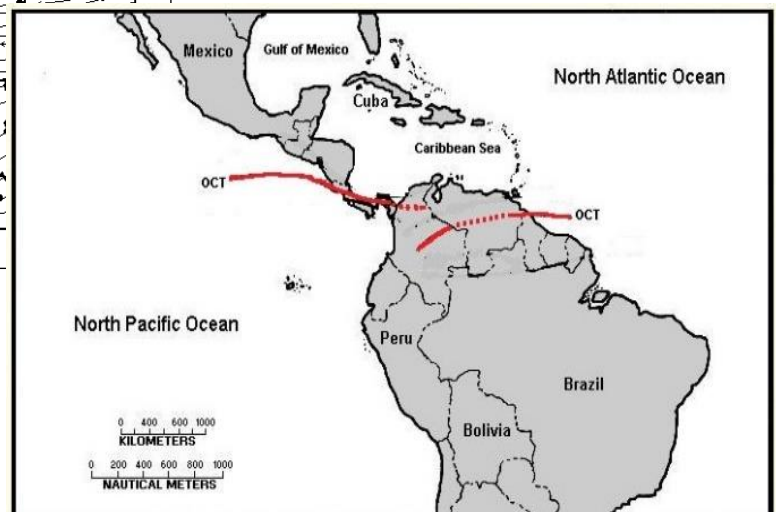 Mexico
Gulf of Mexico
North Atlantic Ocean
Cuba
Caribbean Sea
OCT
OCT
North Pacific Ocean
Peru
Brazil
Bolivia
0 400 600 1000
KILOMETERS
0 200 400 600 800 1000
NAUTICAL METERS